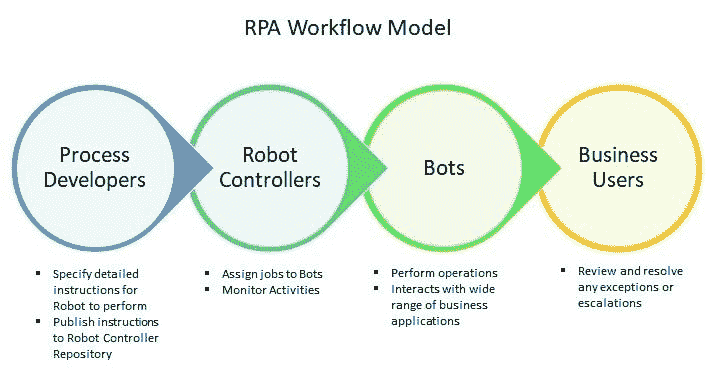 RPA Workflow Model
Process
Developers
Robot
Controllers
Bots
Business
Users
▪ Specify detailed
instructions for
Robot to perform
▪ Publish instructions
to Robot Controller
Repository
▪ Assign jobs to Bots
▪ Monitor Activities
▪ Perform operations
▪ Interacts with wide
range of business
applications
▪ Review and resolve
any exceptions or
escalations